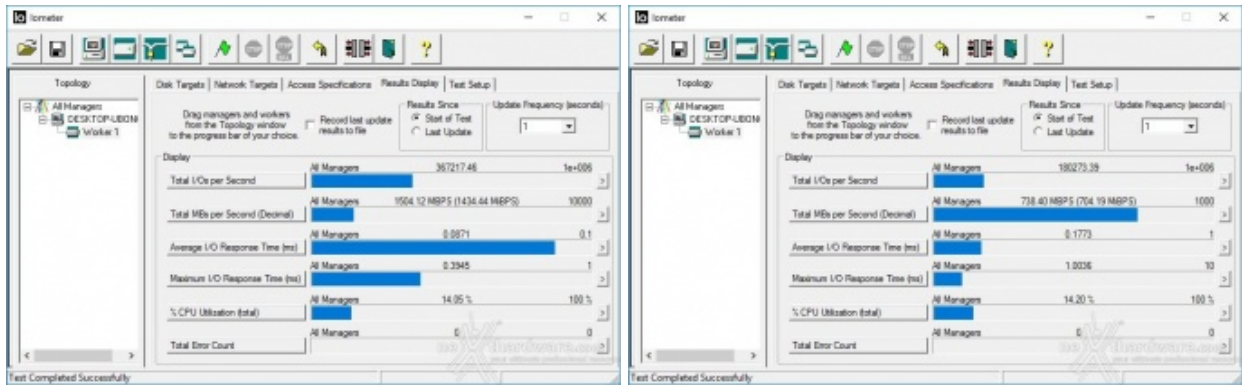 Iometer
Topology
All Managers
DESKTOP-UBON
Worker 1
Disk Targets | Network Targets | Access Specifications | Results Display | Test Setup
Drag managers and workers
from the Topology window
to the progress bar of your choice.
Record last update
results to file
Results Since
Start of Test
Last Update
Update Frequency (seconds)
1
Display
All Managers 367217.46 1e+006
Total I/Os per Second
All Managers 1504.12 MBPS (1434.44 MiBPS) 10000
Total MBs per Second (Decimal)
All Managers 0.0871 0.1
Average I/O Response Time (ms)
All Managers 0.3945 1
Maximum I/O Response Time (ms)
All Managers 14.05 % 100 %
% CPU Utilization (total)
All Managers 0 0
Total Error Count
Test Completed Successfully
Iometer
Topology
All Managers
DESKTOP-UBON
Worker 1
Disk Targets | Network Targets | Access Specifications | Results Display | Test Setup
Drag managers and workers
from the Topology window
to the progress bar of your choice.
Record last update
results to file
Results Since
Start of Test
Last Update
Update Frequency (seconds)
1
Display
All Managers 180273.39 1e+006
Total I/Os per Second
All Managers 738.40 MBPS (704.19 MiBPS) 1000
Total MBs per Second (Decimal)
All Managers 0.1773 1
Average I/O Response Time (ms)
All Managers 1.0036 10
Maximum I/O Response Time (ms)
All Managers 14.20 % 100 %
% CPU Utilization (total)
All Managers 0 0
Total Error Count
Test Completed Successfully